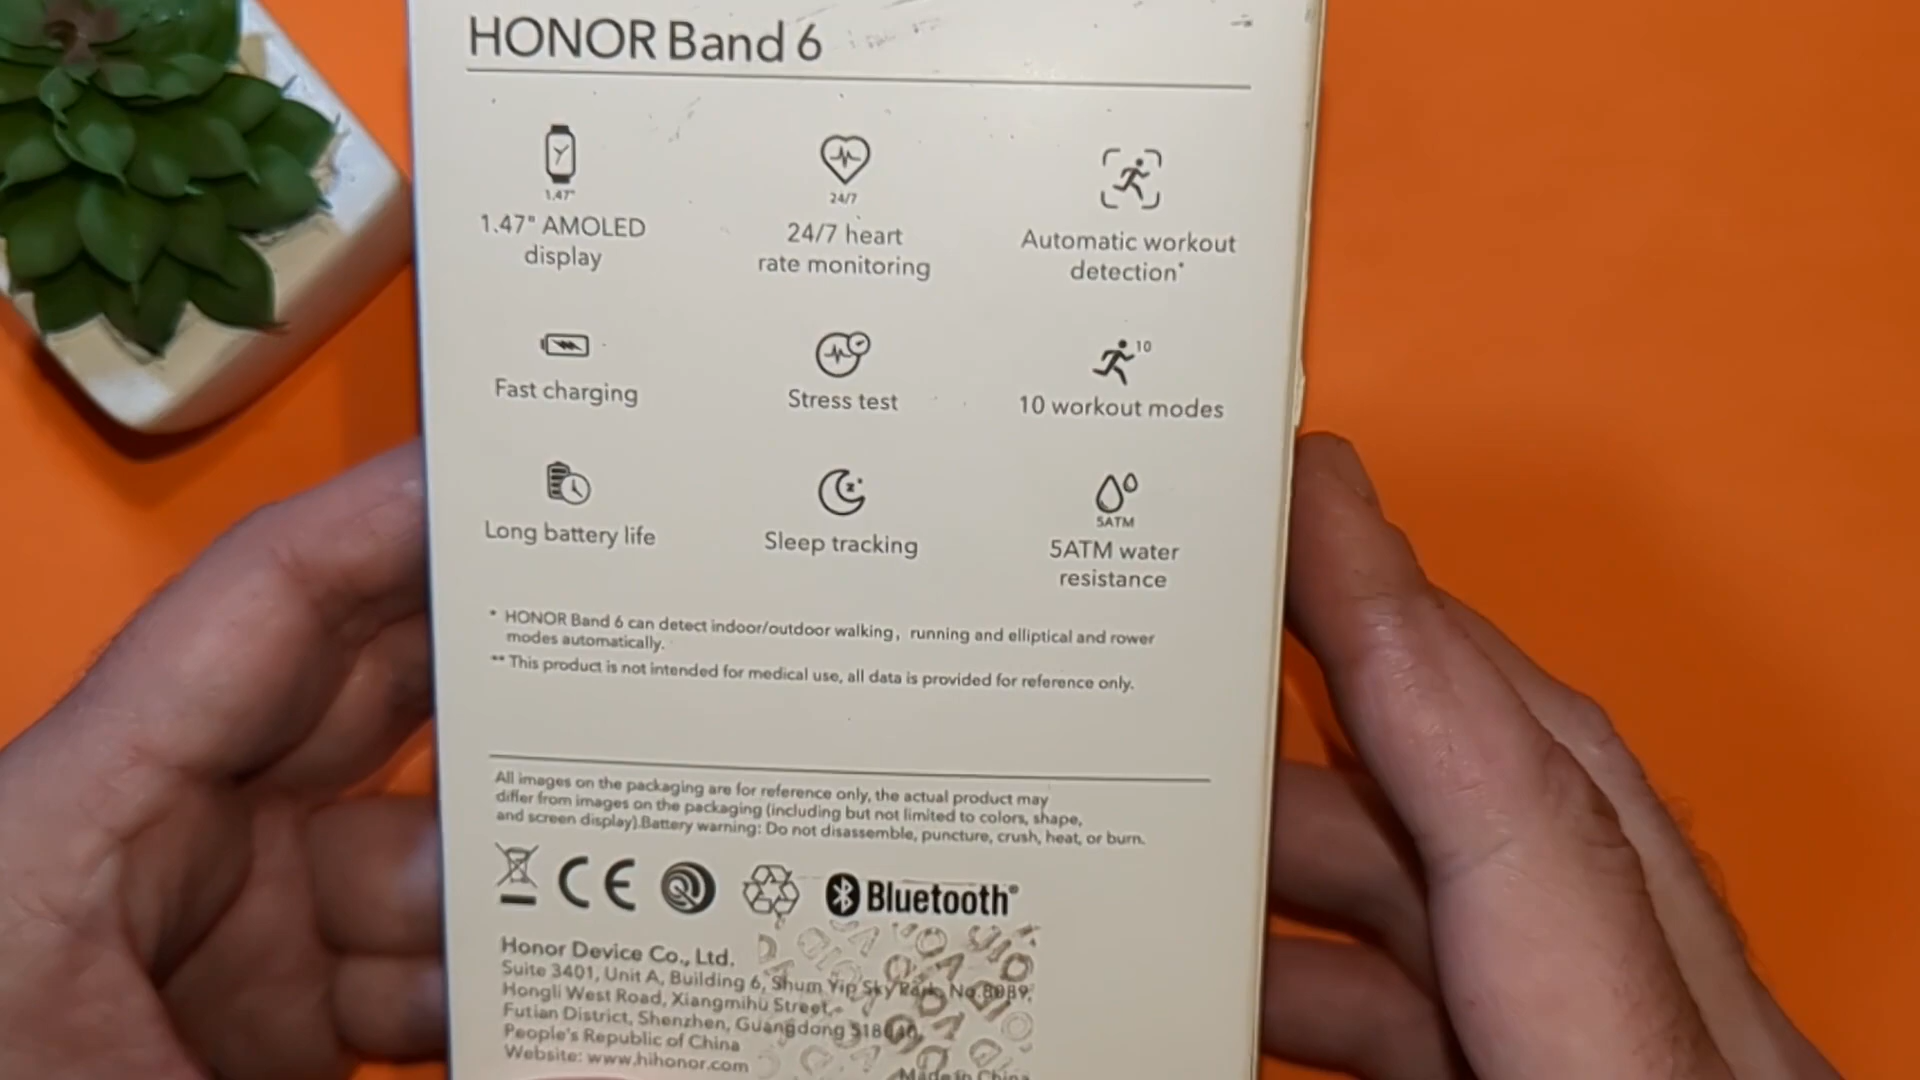 HONOR Band 6
1.47"
1.47" AMOLED
display
24/7
24/7 heart
rate monitoring
Automatic workout
detection*
Fast charging
Stress test
10
10 workout modes
Long battery life
Sleep tracking
5ATM
5ATM water
resistance
* HONOR Band 6 can detect indoor/outdoor walking, running and elliptical and rower
modes automatically.
** This product is not intended for medical use, all data is provided for reference only.
All images on the packaging are for reference only, the actual product may
differ from images on the packaging (including but not limited to colors, shape,
and screen display).Battery warning: Do not disassemble, puncture, crush, heat, or burn.
CE
Bluetooth®
Honor Device Co., Ltd.
Suite 3401, Unit A, Building 6, Shum Yip Sky Park, No.8089,
Hongli West Road, Xiangmihu Street,
Futian District, Shenzhen, Guangdong 518040,
People's Republic of China
Website: www.hihonor.com
Made in China